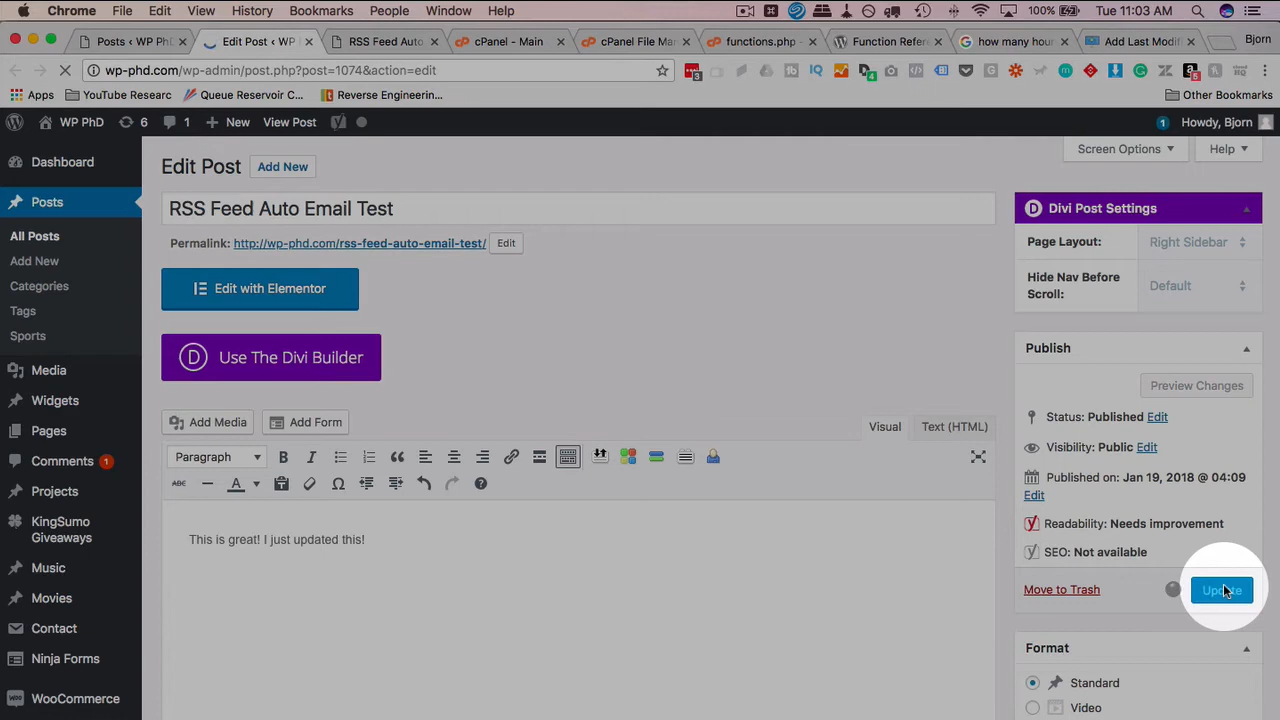 Chrome File Edit View History Bookmarks People Window Help 100% Tue 11:03 AM
Posts ‹ WP PhD
Edit Post ‹ WP
RSS Feed Auto
cPanel - Main
cPanel File Ma
functions.php -
Function Refer
how many hour
Add Last Modifi
Bjorn
wp-phd.com/wp-admin/post.php?post=1074&action=edit
Apps YouTube Researc Queue Reservoir C Reverse Engineerin... Other Bookmarks
WP PhD 6 1 New View Post 1 Howdy, Bjorn
Dashboard
Posts
All Posts
Add New
Categories
Tags
Sports
Media
Widgets
Pages
Comments 1
Projects
KingSumo
Giveaways
Music
Movies
Contact
Ninja Forms
WooCommerce
Screen Options Help
Edit Post Add New
RSS Feed Auto Email Test
Permalink: http://wp-phd.com/rss-feed-auto-email-test/ Edit
Edit with Elementor
Use The Divi Builder
Add Media Add Form Visual Text (HTML)
Paragraph
This is great! I just updated this!
Divi Post Settings
Page Layout: Right Sidebar
Hide Nav Before
Scroll: Default
Publish
Preview Changes
Status: Published Edit
Visibility: Public Edit
Published on: Jan 19, 2018 @ 04:09
Edit
Readability: Needs improvement
SEO: Not available
Move to Trash Update
Format
Standard
Video